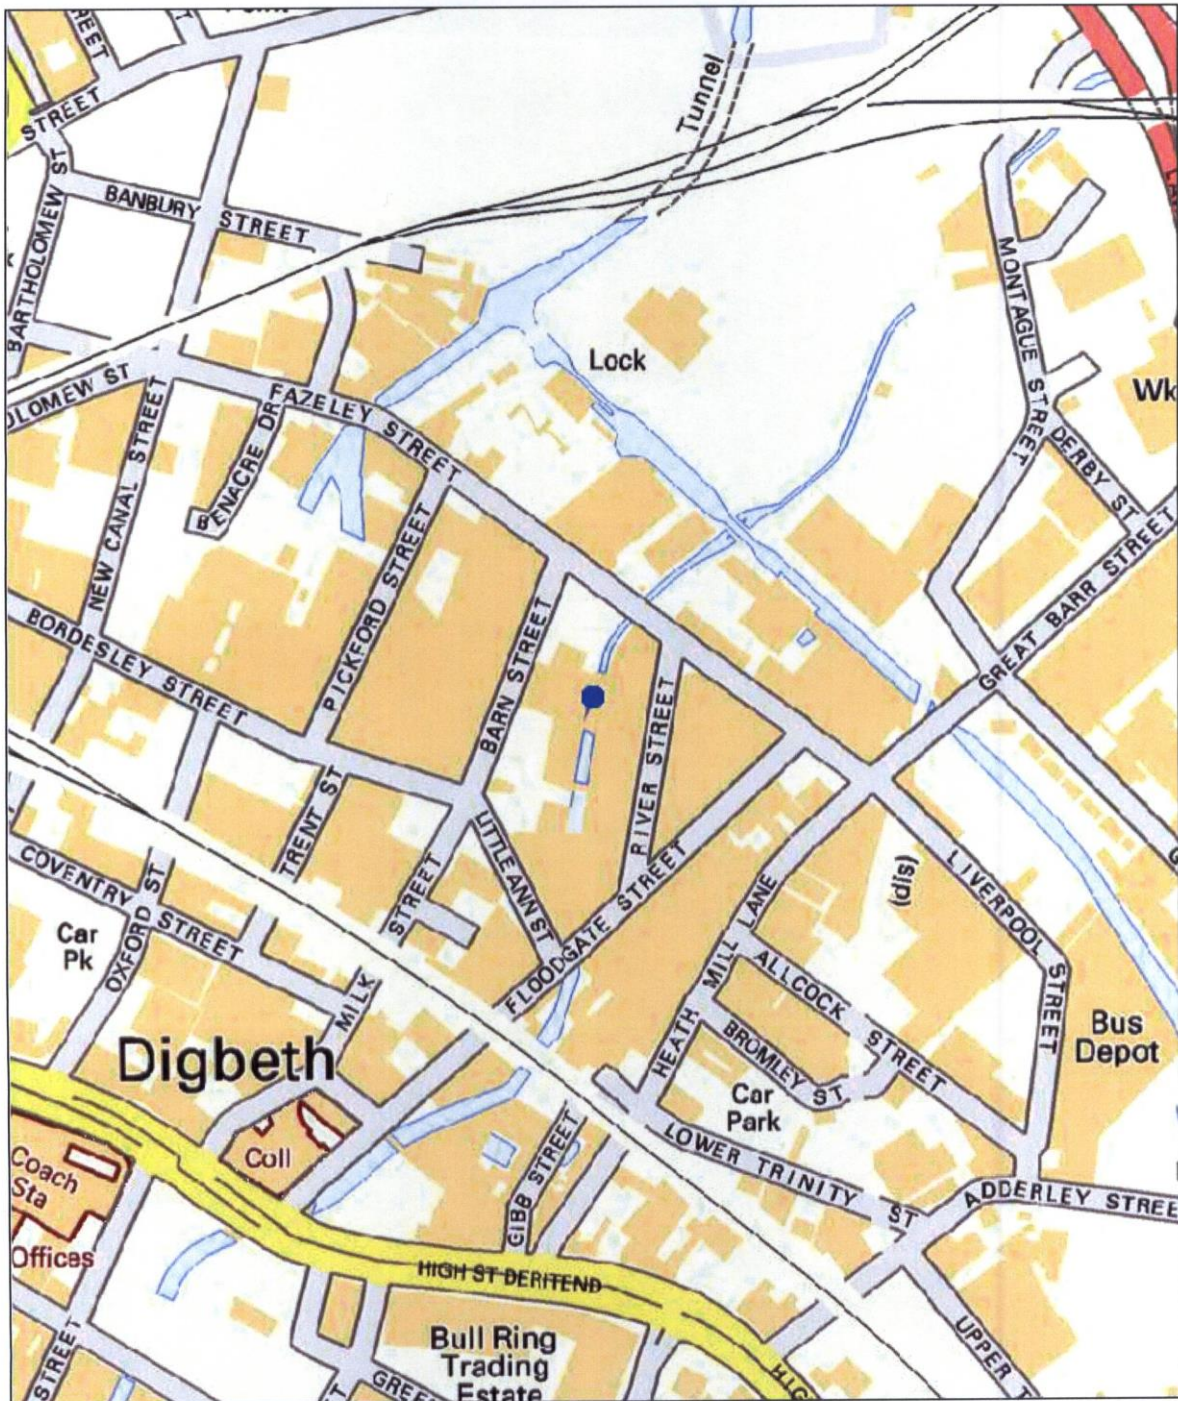 STREET
STREET
Tunnel
BARTHOLOMEW ST
BANBURY STREET
MONTAGUE STREET
Lock
FAZELEY STREET
BENACRE DR
NEW CANAL STREET
PICKFORD STREET
DERBY ST
GREAT BARR STREET
BORDESLEY STREET
BARN STREET
RIVER STREET
TRENT ST
LITTLE ANN ST
COVENTRY STREET
OXFORD ST
Car
Pk
MILK STREET
FLOODGATE STREET
HEATH MILL LANE
(dis)
LIVERPOOL STREET
ALLCOCK STREET
BROMLEY ST
Bus
Depot
Digbeth
Car
Park
LOWER TRINITY ST
ADDERLEY STREE
Coll
Coach
Sta
Offices
GIBB STREET
HIGH ST DERITEND
Bull Ring
Trading
Estate
UPPER T
HIG
GREE
STREET
Wk
OLOMEW ST